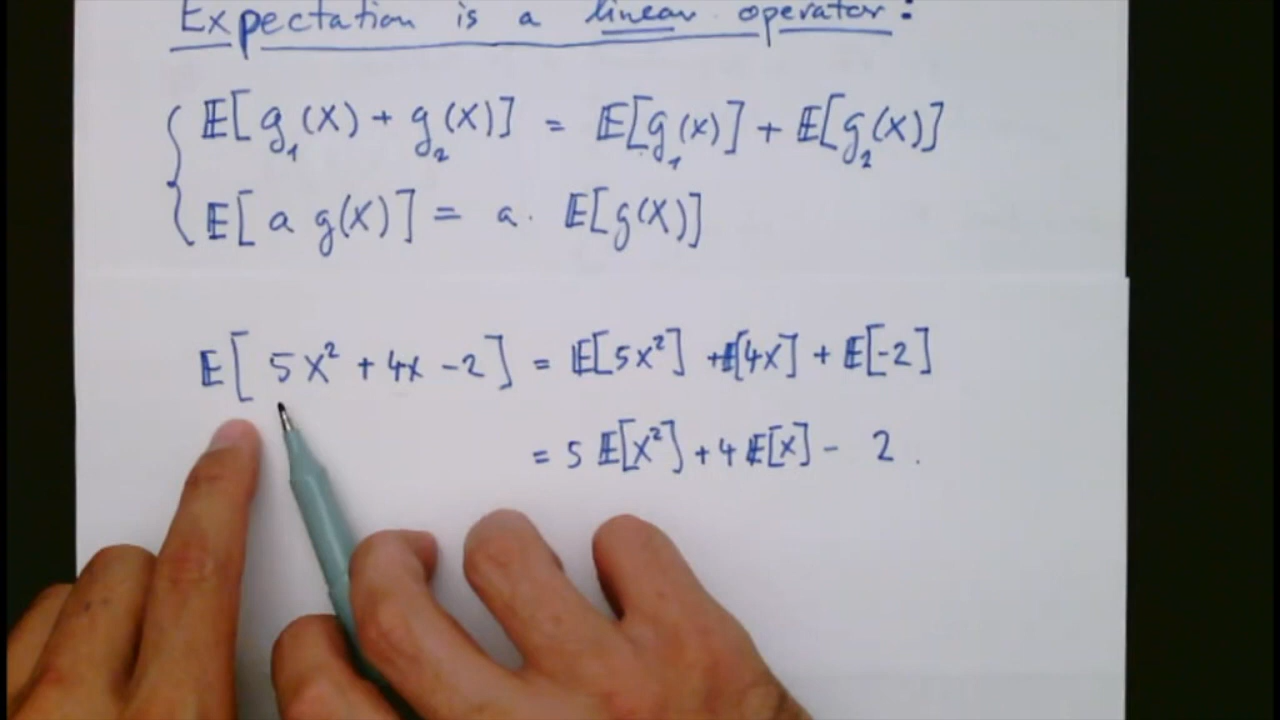 Expectation is a linear operator:
E[g₁(X) + g₂(X)] = E[g₁(X)] + E[g₂(X)]
E[a g(X)] = a. E[g(X)]
E[5X² + 4X - 2] = E[5X²] + E[4X] + E[-2]
= 5 E[X²] + 4 E[X] - 2.